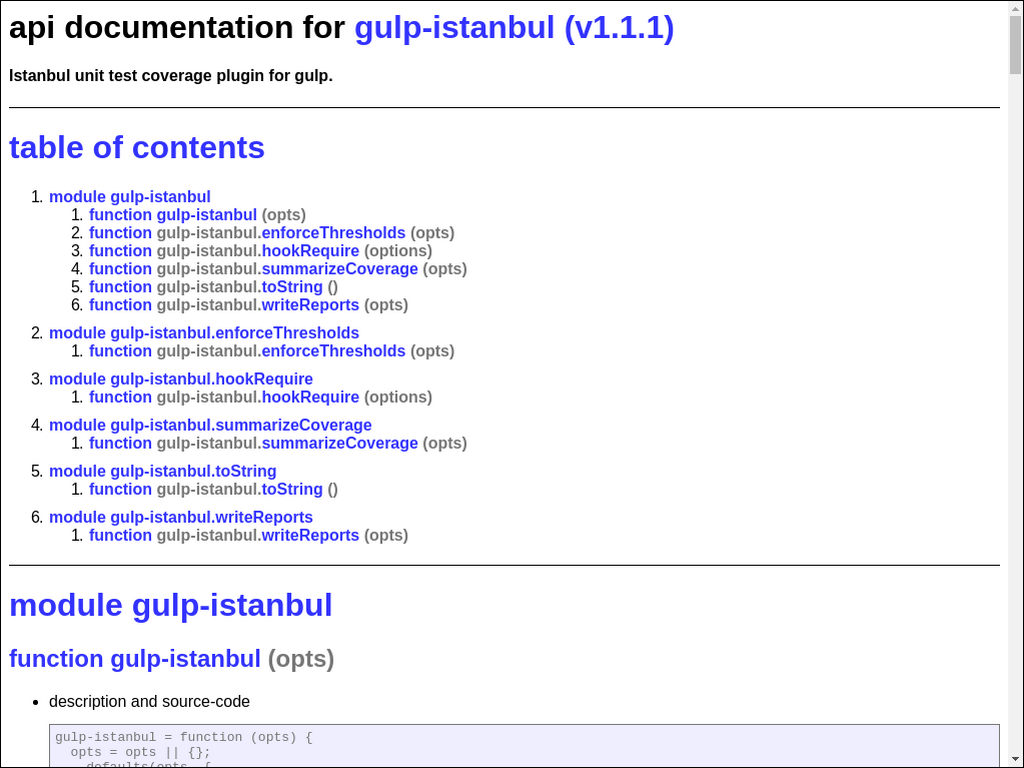 api documentation for gulp-istanbul (v1.1.1)
Istanbul unit test coverage plugin for gulp.
table of contents
1. module gulp-istanbul
1. function gulp-istanbul (opts)
2. function gulp-istanbul.enforceThresholds (opts)
3. function gulp-istanbul.hookRequire (options)
4. function gulp-istanbul.summarizeCoverage (opts)
5. function gulp-istanbul.toString ()
6. function gulp-istanbul.writeReports (opts)
2. module gulp-istanbul.enforceThresholds
1. function gulp-istanbul.enforceThresholds (opts)
3. module gulp-istanbul.hookRequire
1. function gulp-istanbul.hookRequire (options)
4. module gulp-istanbul.summarizeCoverage
1. function gulp-istanbul.summarizeCoverage (opts)
5. module gulp-istanbul.toString
1. function gulp-istanbul.toString ()
6. module gulp-istanbul.writeReports
1. function gulp-istanbul.writeReports (opts)
module gulp-istanbul
function gulp-istanbul (opts)
• description and source-code
gulp-istanbul = function (opts) {
opts = opts || {};
defaults(opts, {